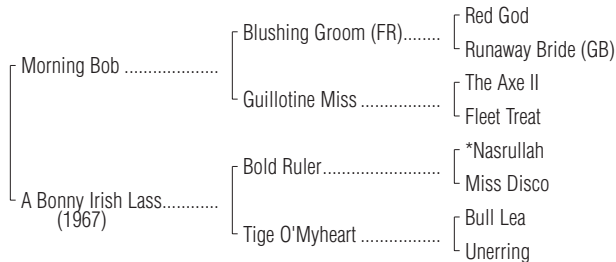 Red God
Blushing Groom (FR)........
Runaway Bride (GB)
Morning Bob ....................
The Axe II
Guillotine Miss .................
Fleet Treat
*Nasrullah
Bold Ruler......................
Miss Disco
A Bonny Irish Lass............
(1967)
Bull Lea
Tige O'Myheart .................
Unerring